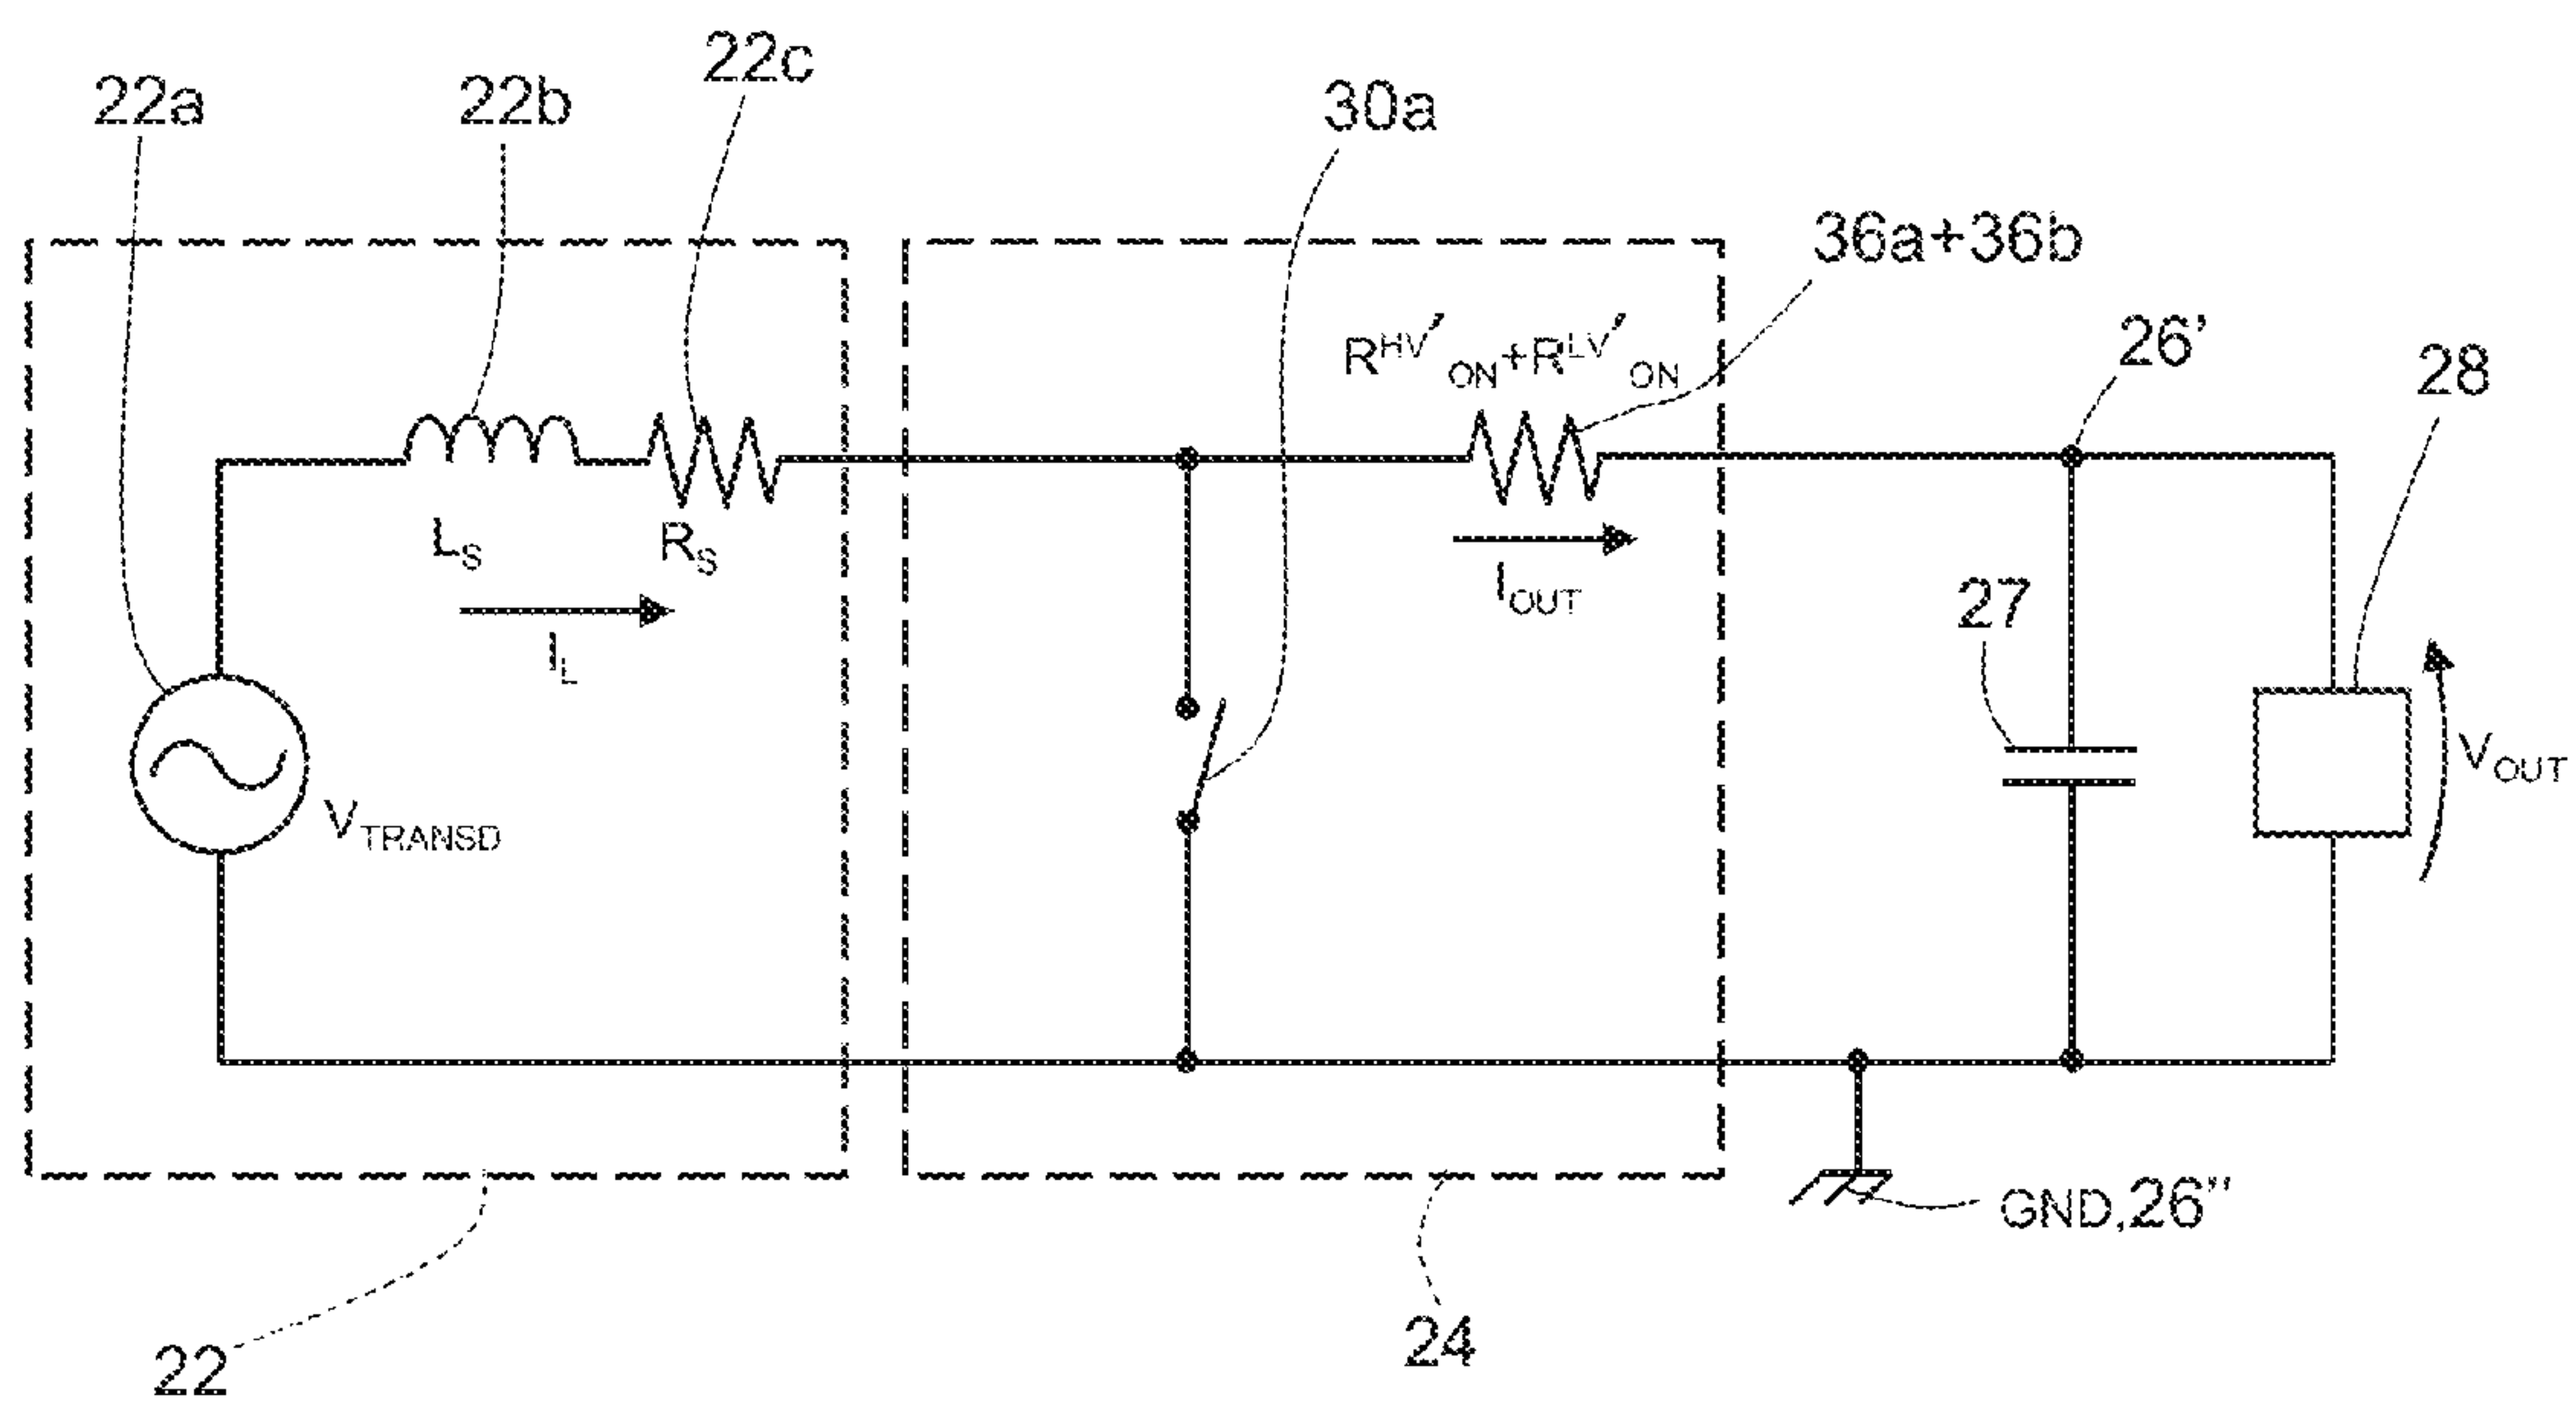 22c
22a
22b
30a
36a+36b
R^HV'_ON+R^LV'_ON
26'
28
L_S
R_S
I_OUT
27
I_L
V_OUT
V_TRANSD
GND,26"
24
22